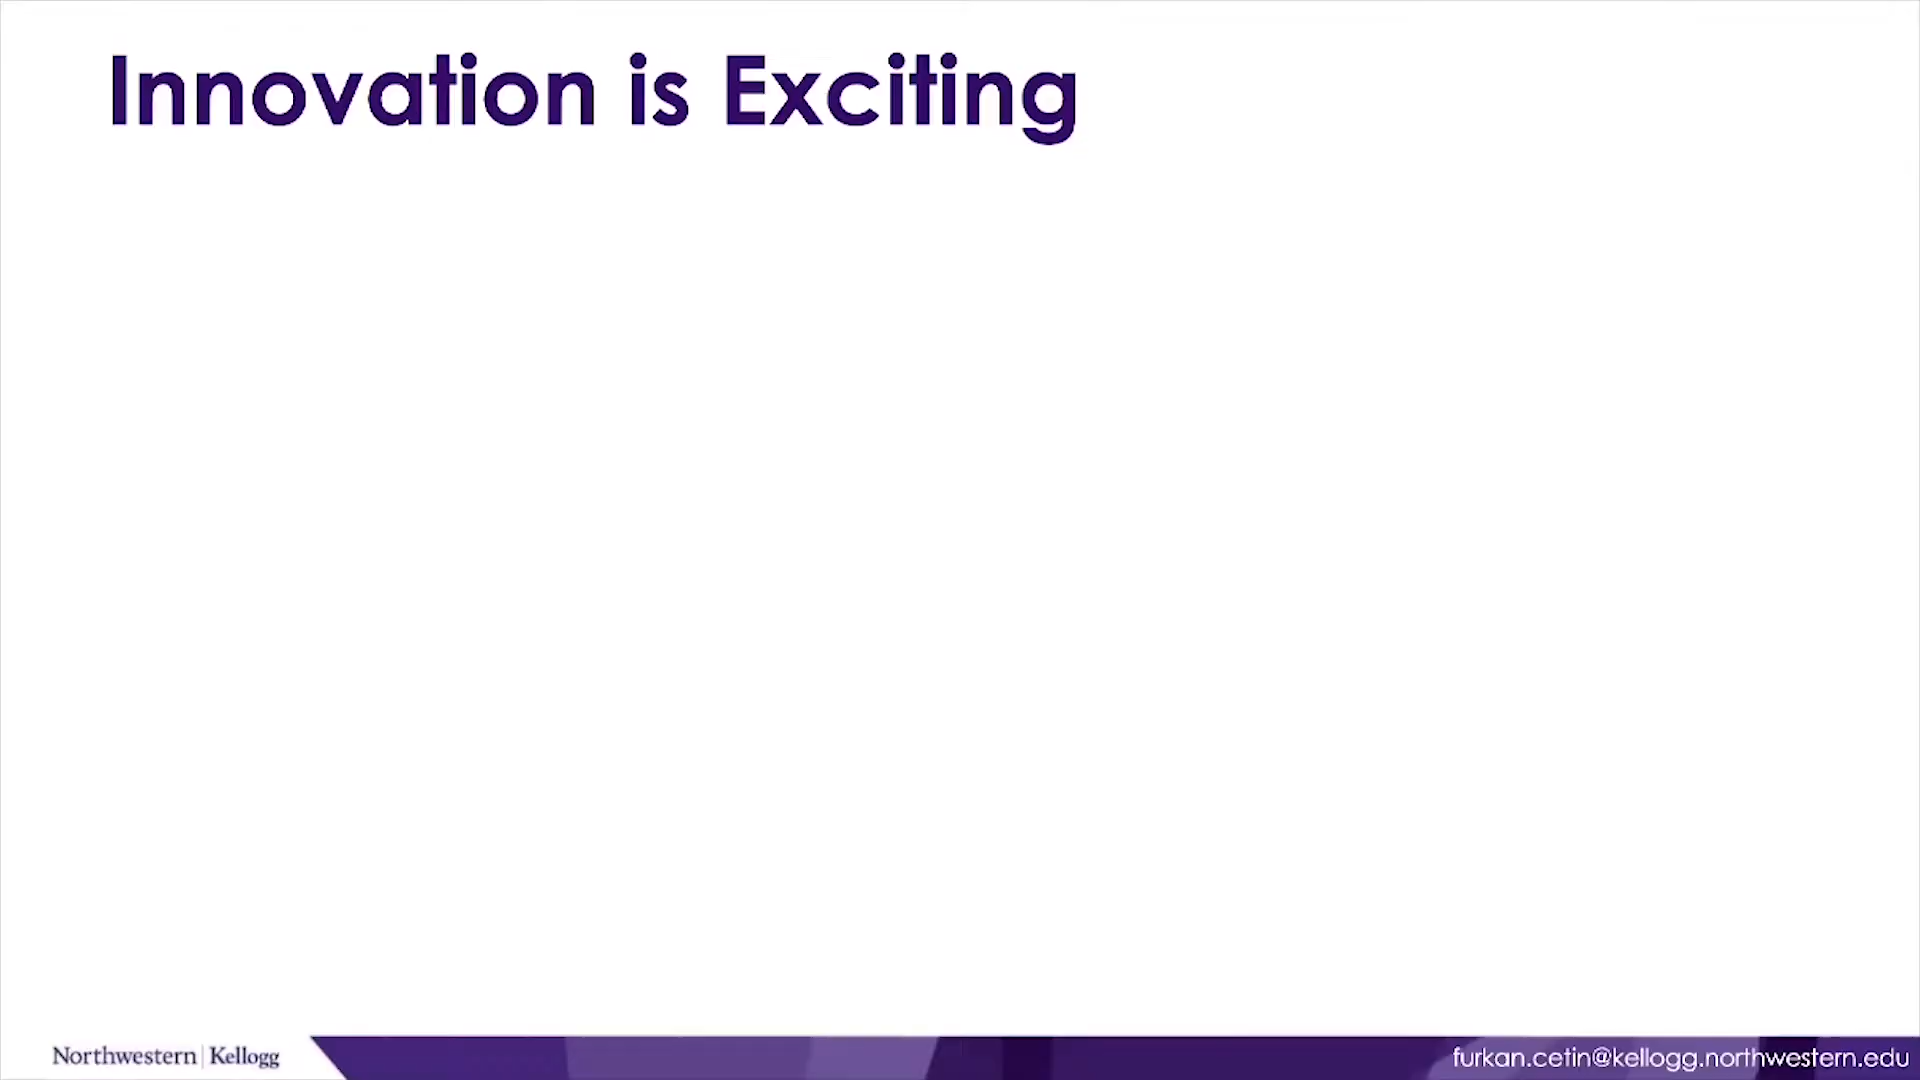 Innovation is Exciting
Northwestern | Kellogg
furkan.cetin@kellogg.northwestern.edu